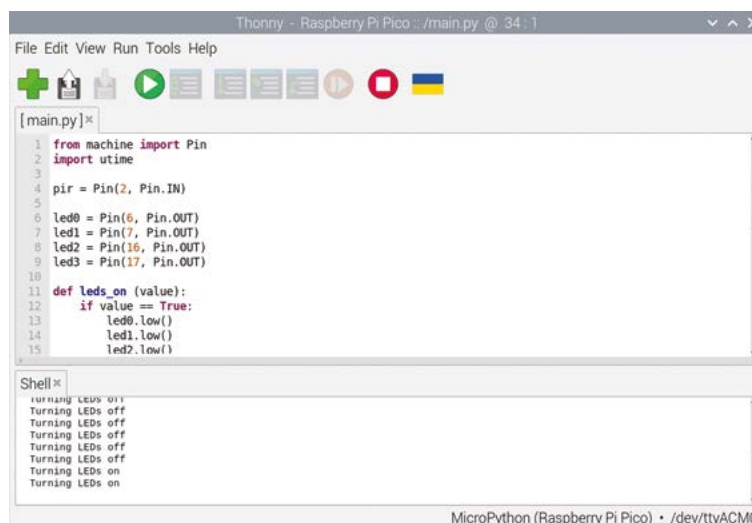 Thonny - Raspberry Pi Pico :: /main.py @ 34 : 1
File Edit View Run Tools Help
[ main.py ] ×
1 from machine import Pin
2 import utime
3
4 pir = Pin(2, Pin.IN)
5
6 led0 = Pin(6, Pin.OUT)
7 led1 = Pin(7, Pin.OUT)
8 led2 = Pin(16, Pin.OUT)
9 led3 = Pin(17, Pin.OUT)
10
11 def leds_on (value):
12     if value == True:
13         led0.low()
14         led1.low()
15         led2.low()
Shell ×
Turning LEDs off
Turning LEDs off
Turning LEDs off
Turning LEDs off
Turning LEDs off
Turning LEDs off
Turning LEDs on
Turning LEDs on
MicroPython (Raspberry Pi Pico) • /dev/ttyACM